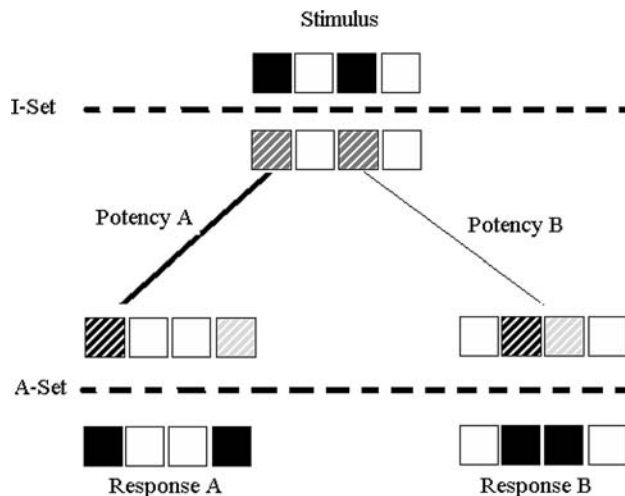 Stimulus
I-Set
Potency A
Potency B
A-Set
Response A
Response B